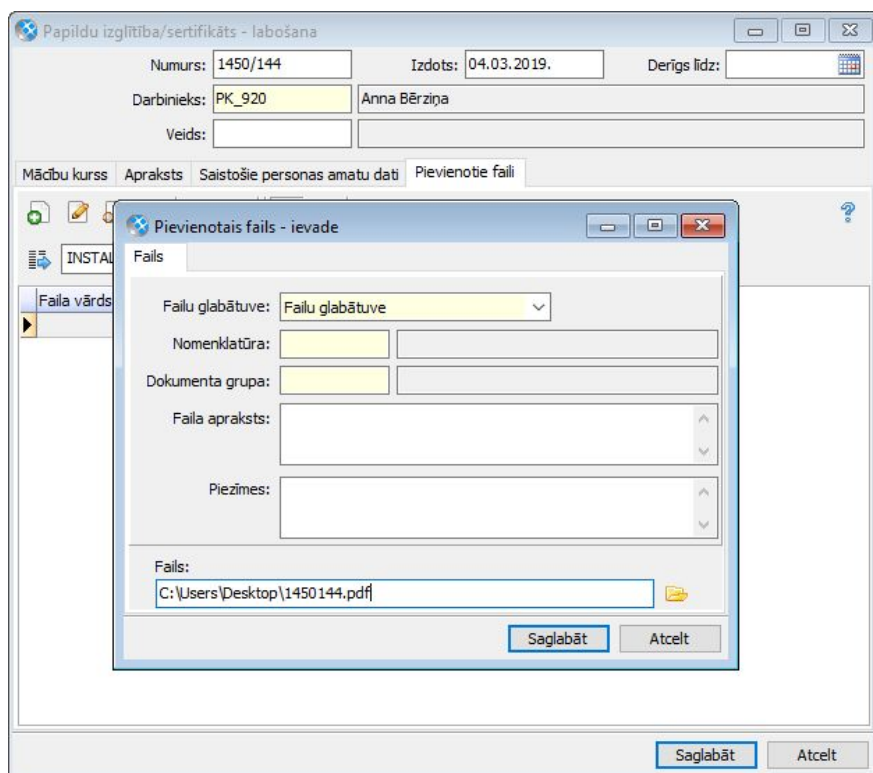 Papildu izglītība/sertifikāts - labošana
Numurs: 1450/144 Izdots: 04.03.2019. Derīgs līdz:
Darbinieks: PK_920 Anna Bērziņa
Veids:
Mācību kurss Apraksts Saistošie personas amatu dati Pievienotie faili
INSTAL
Faila vārds
Pievienotais fails - ievade
Fails
Failu glabātuve: Failu glabātuve
Nomenklatūra:
Dokumenta grupa:
Faila apraksts:
Piezīmes:
Fails:
C:\Users\Desktop\1450144.pdf
Saglabāt Atcelt
Saglabāt Atcelt